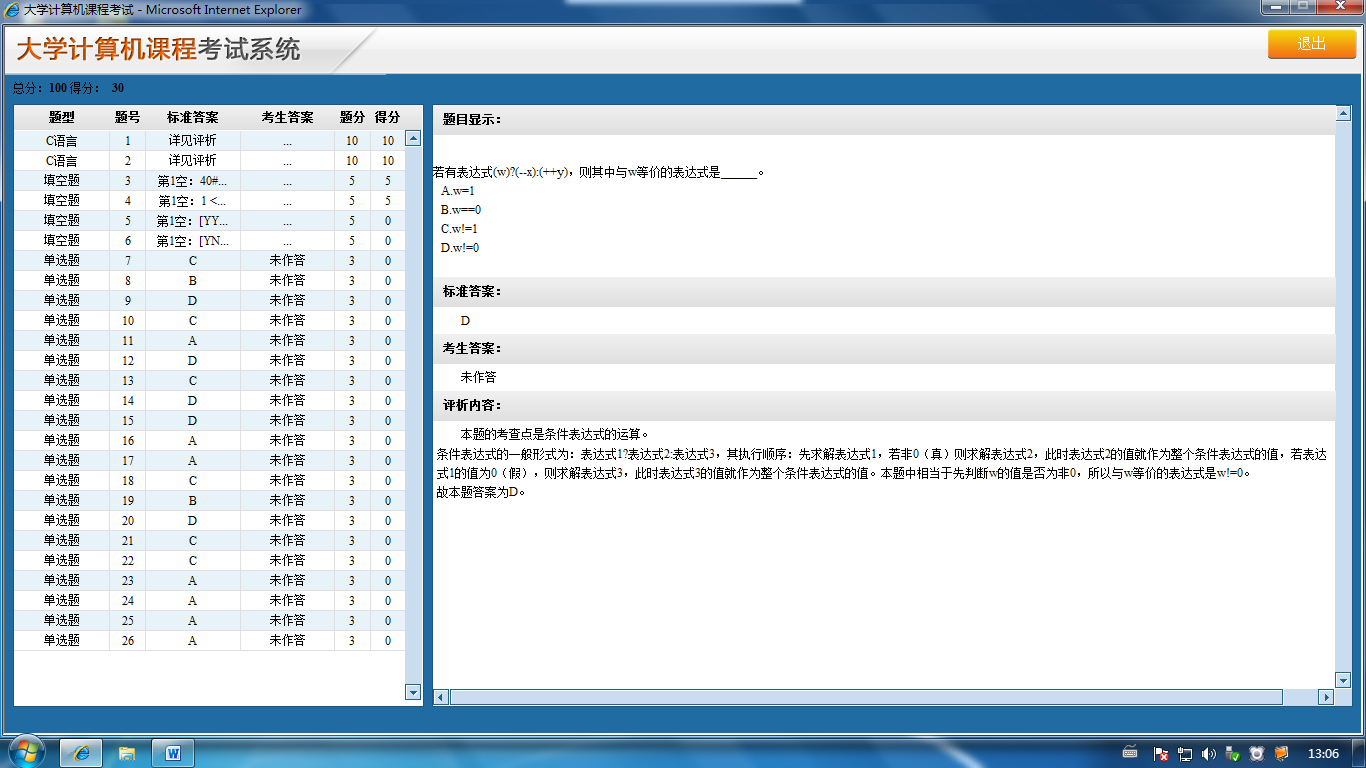 大学计算机课程考试 - Microsoft Internet Explorer
大学计算机课程考试系统
退出
总分：100 得分： 30
题型 题号 标准答案 考生答案 题分 得分
C语言 1 详见评析 ... 10 10
C语言 2 详见评析 ... 10 10
填空题 3 第1空：40#... ... 5 5
填空题 4 第1空：1 <... ... 5 5
填空题 5 第1空：[YY... ... 5 0
填空题 6 第1空：[YN... ... 5 0
单选题 7 C 未作答 3 0
单选题 8 B 未作答 3 0
单选题 9 D 未作答 3 0
单选题 10 C 未作答 3 0
单选题 11 A 未作答 3 0
单选题 12 D 未作答 3 0
单选题 13 C 未作答 3 0
单选题 14 D 未作答 3 0
单选题 15 D 未作答 3 0
单选题 16 A 未作答 3 0
单选题 17 A 未作答 3 0
单选题 18 C 未作答 3 0
单选题 19 B 未作答 3 0
单选题 20 D 未作答 3 0
单选题 21 C 未作答 3 0
单选题 22 C 未作答 3 0
单选题 23 A 未作答 3 0
单选题 24 A 未作答 3 0
单选题 25 A 未作答 3 0
单选题 26 A 未作答 3 0
题目显示：
若有表达式(w)?(--x):(++y)，则其中与w等价的表达式是______。
A.w=1
B.w==0
C.w!=1
D.w!=0
标准答案：
D
考生答案：
未作答
评析内容：
本题的考查点是条件表达式的运算。
条件表达式的一般形式为：表达式1?表达式2:表达式3，其执行顺序：先求解表达式1，若非0（真）则求解表达式2，此时表达式2的值就作为整个条件表达式的值，若表达
式1的值为0（假），则求解表达式3，此时表达式3的值就作为整个条件表达式的值。本题中相当于先判断w的值是否为非0，所以与w等价的表达式是w!=0。
故本题答案为D。
13:06